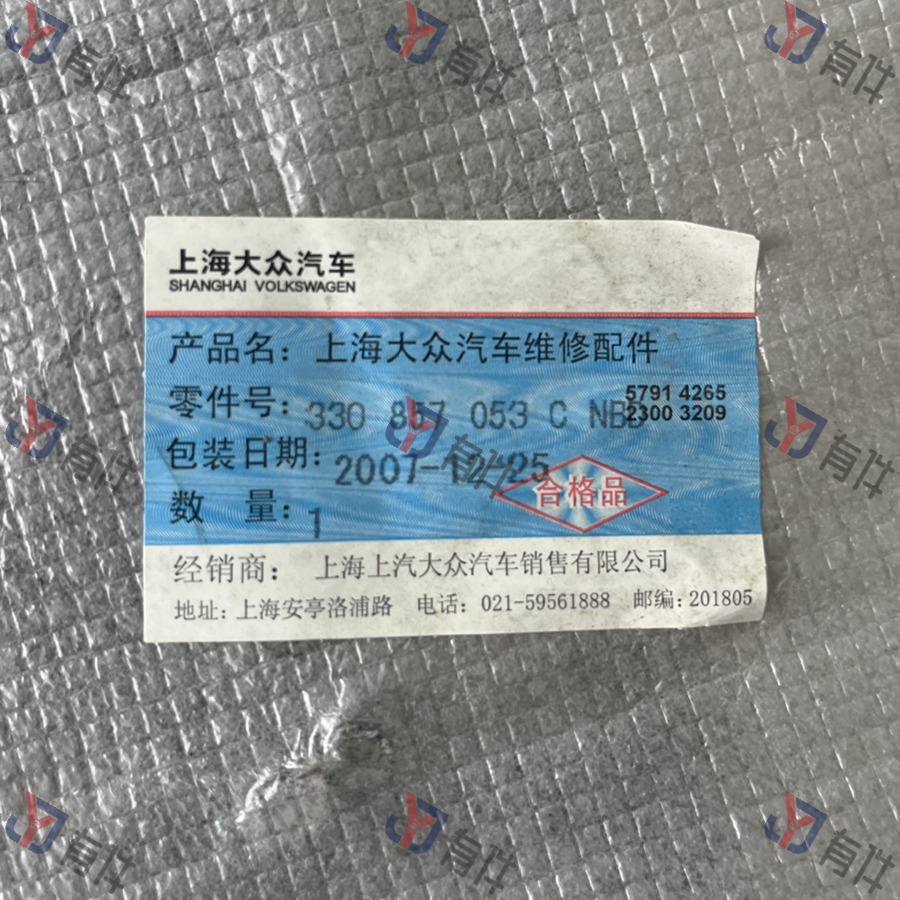 上海大众汽车
SHANGHAI VOLKSWAGEN
产品名：上海大众汽车维修配件
零件号：330 857 053 C NBD
5791 4265
2300 3209
包装日期：2007-12-25
合格品
数 量：1
经销商： 上海上汽大众汽车销售有限公司
地址：上海安亭洛浦路 电话：021-59561888 邮编：201805
有件